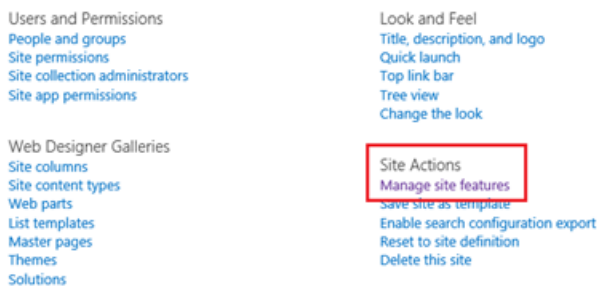 Users and Permissions
People and groups
Site permissions
Site collection administrators
Site app permissions
Look and Feel
Title, description, and logo
Quick launch
Top link bar
Tree view
Change the look
Web Designer Galleries
Site columns
Site content types
Web parts
List templates
Master pages
Themes
Solutions
Site Actions
Manage site features
Save site as template
Enable search configuration export
Reset to site definition
Delete this site